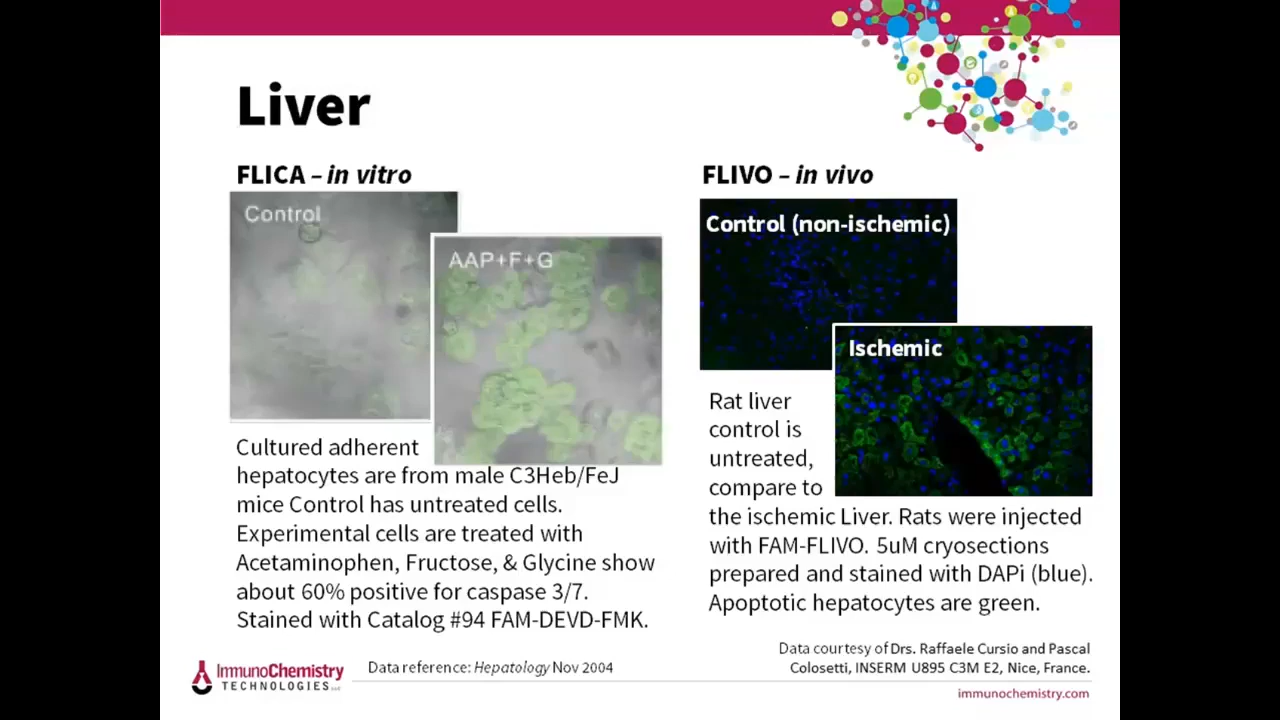 Liver
FLICA – in vitro
Control
AAP+F+G
Cultured adherent
hepatocytes are from male C3Heb/FeJ
mice Control has untreated cells.
Experimental cells are treated with
Acetaminophen, Fructose, & Glycine show
about 60% positive for caspase 3/7.
Stained with Catalog #94 FAM-DEVD-FMK.
FLIVO – in vivo
Control (non-ischemic)
Ischemic
Rat liver
control is
untreated,
compare to
the ischemic Liver. Rats were injected
with FAM-FLIVO. 5uM cryosections
prepared and stained with DAPi (blue).
Apoptotic hepatocytes are green.
ImmunoChemistry
TECHNOLOGIES
Data reference: Hepatology Nov 2004
Data courtesy of Drs. Raffaele Cursio and Pascal
Colosetti, INSERM U895 C3M E2, Nice, France.
immunochemistry.com